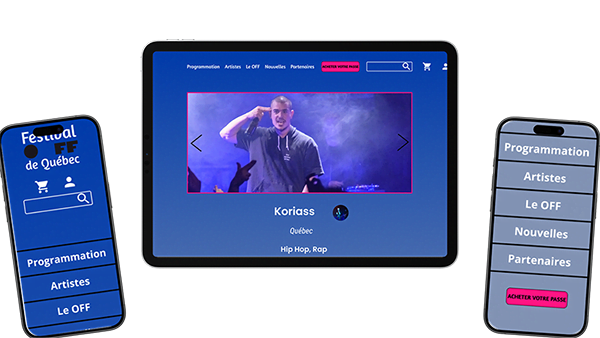 Festival
OFF
de Québec
Programmation
Artistes
Le OFF
Programmation Artistes Le OFF Nouvelles Partenaires ACHETER VOTRE PASSE
Koriass
Québec
Hip Hop, Rap
Programmation
Artistes
Le OFF
Nouvelles
Partenaires
ACHETER VOTRE PASSE